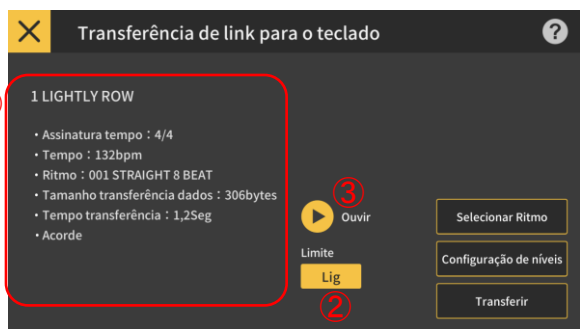 Transferência de link para o teclado
?
1 LIGHTLY ROW
・Assinatura tempo：4/4
・Tempo：132bpm
・Ritmo：001 STRAIGHT 8 BEAT
・Tamanho transferência dados：306bytes
・Tempo transferência：1,2Seg
・Acorde
③
Ouvir
Limite
Lig
②
Selecionar Ritmo
Configuração de níveis
Transferir